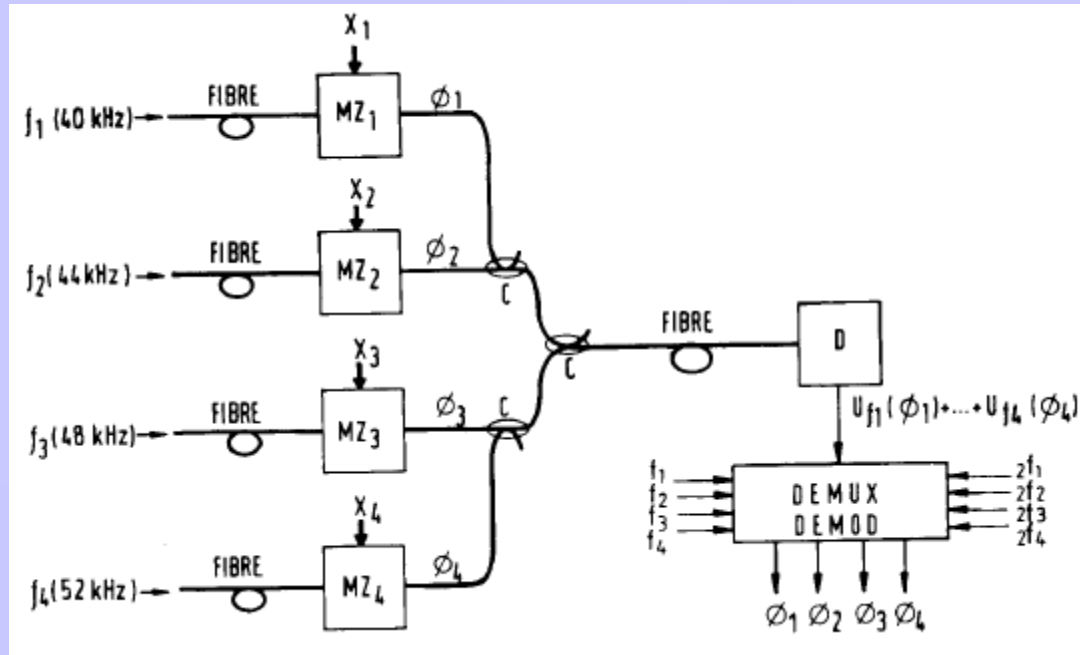 X1
FIBRE
f1 (40 kHz)
MZ1
ϕ1
X2
FIBRE
f2 (44 kHz)
MZ2
ϕ2
C
FIBRE
C
D
X3
FIBRE
f3 (48 kHz)
MZ3
ϕ3
C
Uf1 (ϕ1) + ... + Uf4 (ϕ4)
f1
f2
f3
f4
DEMUX
DEMOD
2f1
2f2
2f3
2f4
X4
FIBRE
f4 (52 kHz)
MZ4
ϕ4
ϕ1 ϕ2 ϕ3 ϕ4